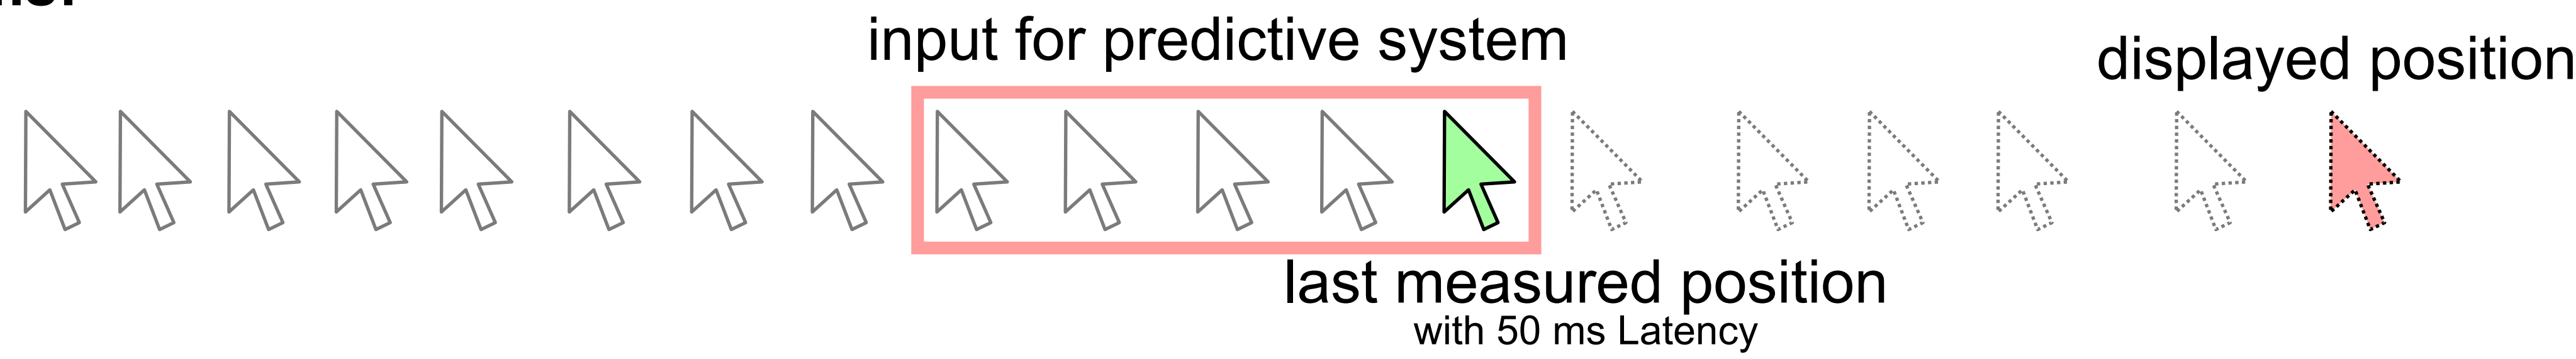 input for predictive system
displayed position
last measured position
with 50 ms Latency